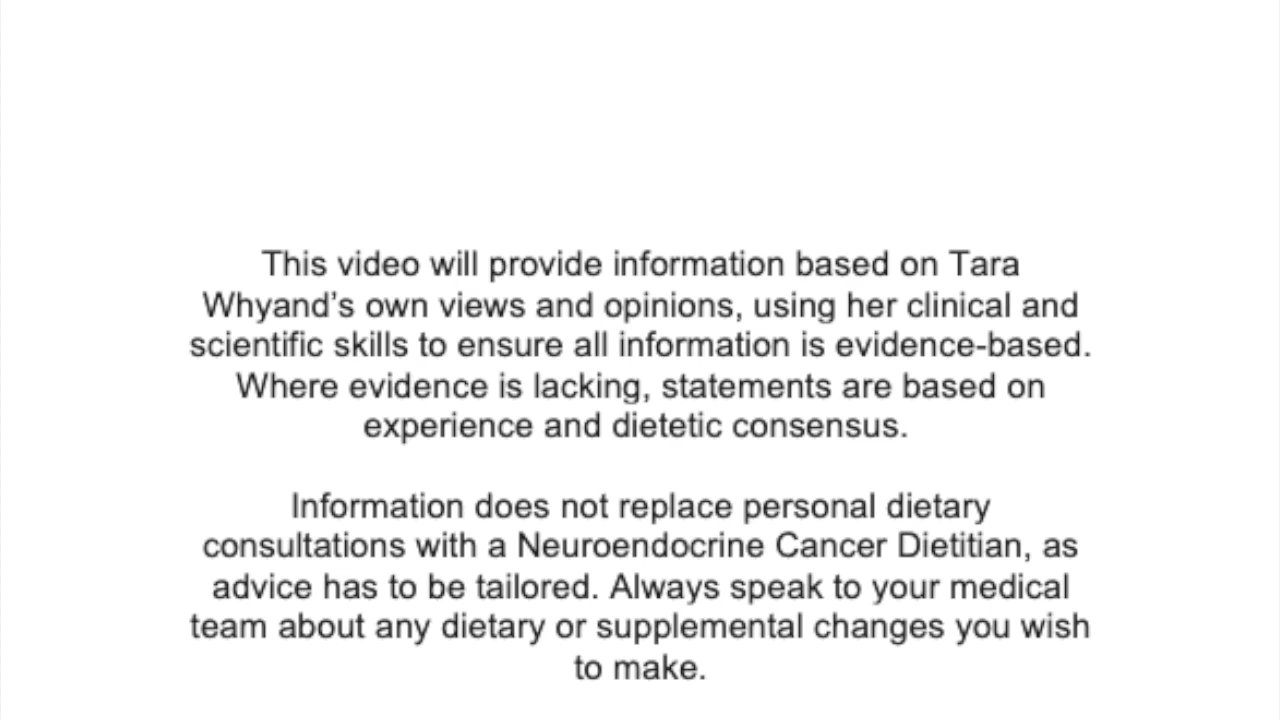 This video will provide information based on Tara
Whyand’s own views and opinions, using her clinical and
scientific skills to ensure all information is evidence-based.
Where evidence is lacking, statements are based on
experience and dietetic consensus.
Information does not replace personal dietary
consultations with a Neuroendocrine Cancer Dietitian, as
advice has to be tailored. Always speak to your medical
team about any dietary or supplemental changes you wish
to make.